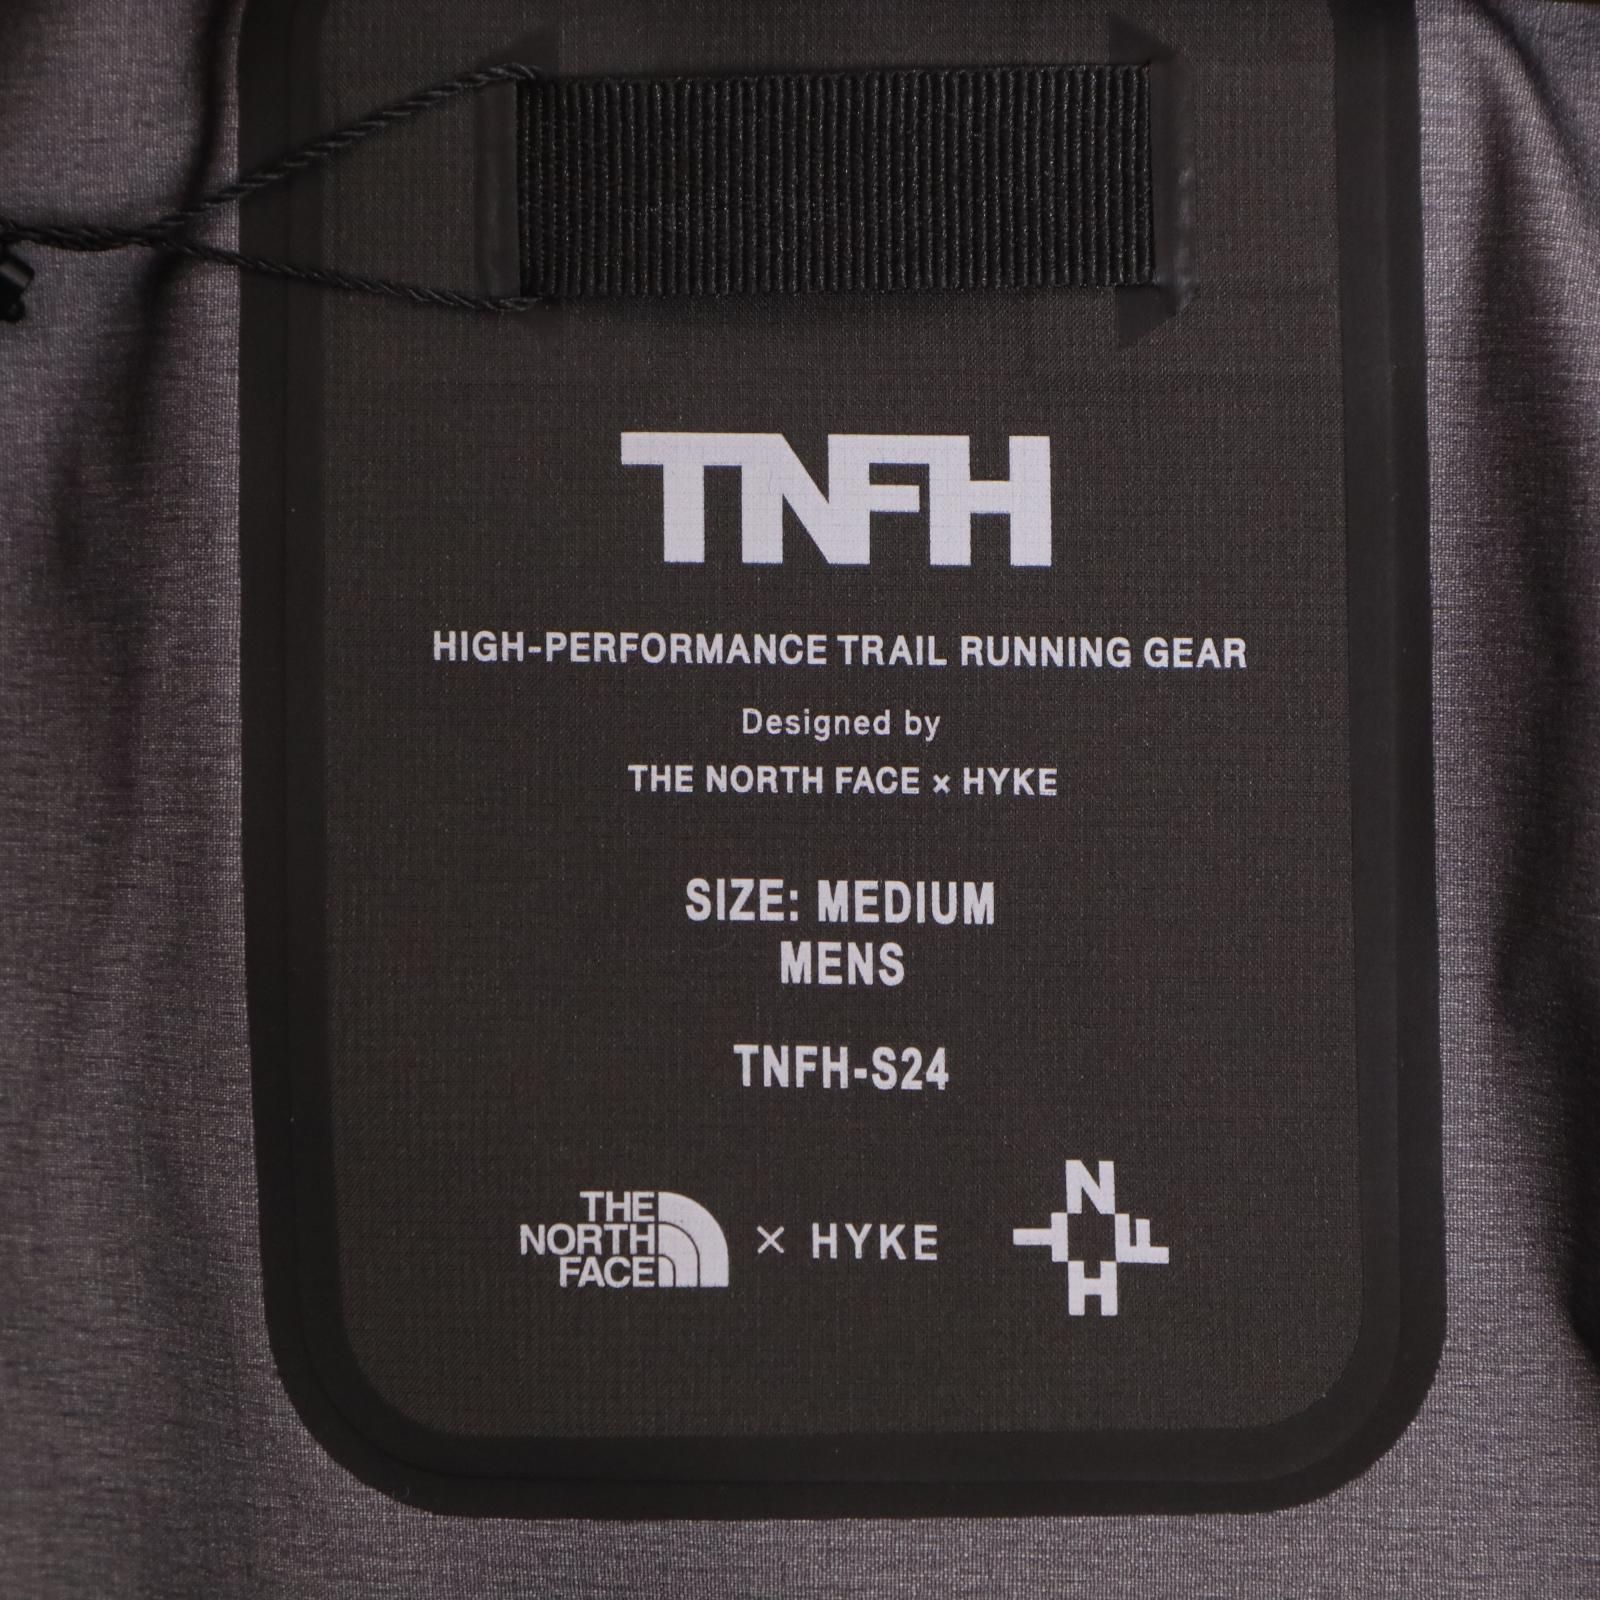 TNFH
HIGH-PERFORMANCE TRAIL RUNNING GEAR
Designed by
THE NORTH FACE × HYKE
SIZE: MEDIUM
MENS
TNFH-S24
THE
NORTH
FACE
× HYKE
N
T F
H